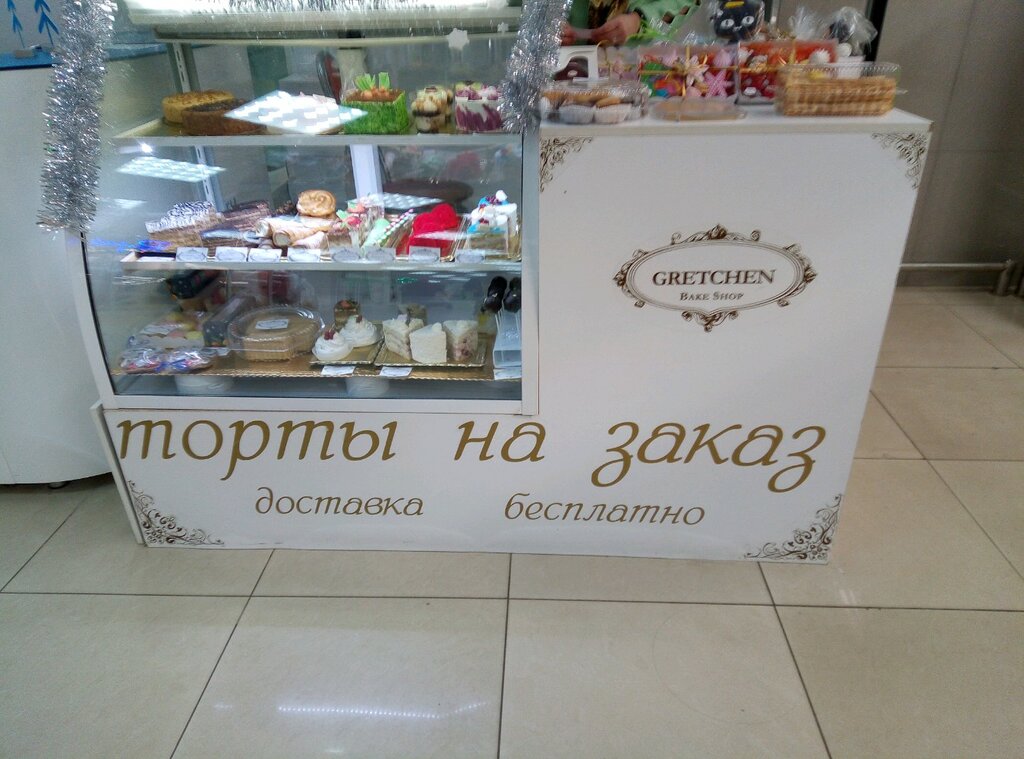 GRETCHEN
BAKE SHOP
торты на заказ
доставка бесплатно